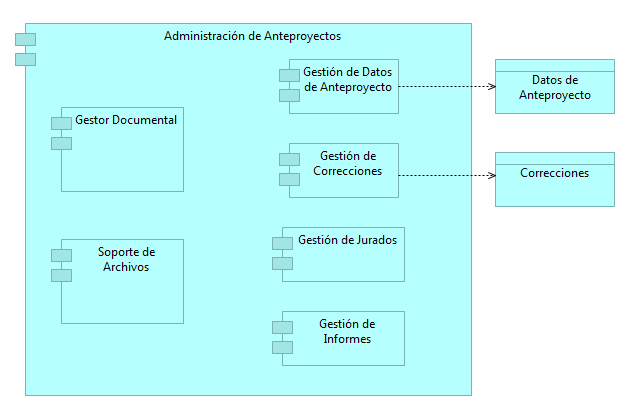 Administración de Anteproyectos
Gestión de Datos
de Anteproyecto
Datos de
Anteproyecto
Gestor Documental
Gestión de
Correcciones
Correcciones
Gestión de Jurados
Soporte de
Archivos
Gestión de
Informes